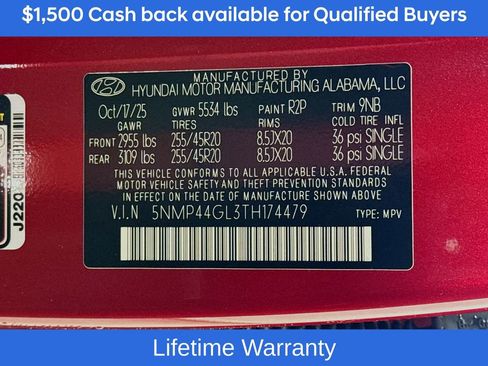 $1,500 Cash back available for Qualified Buyers
MANUFACTURED BY
HYUNDAI MOTOR MANUFACTURING ALABAMA, LLC
Oct/17/25 GVWR 5534 lbs PAINT R2P TRIM 9NB
GAWR TIRES RIMS COLD TIRE INFL
FRONT 2955 lbs 255/45R20 8.5JX20 36 psi SINGLE
REAR 3109 lbs 255/45R20 8.5JX20 36 psi SINGLE
THIS VEHICLE CONFORMS TO ALL APPLICABLE U.S.A. FEDERAL
MOTOR VEHICLE SAFETY, BUMPER, AND THEFT PREVENTION
STANDARDS IN EFFECT ON THE DATE OF MANUFACTURE SHOWN ABOVE.
V.I.N 5NMP44GL3TH174479 TYPE: MPV
J220
Lifetime Warranty